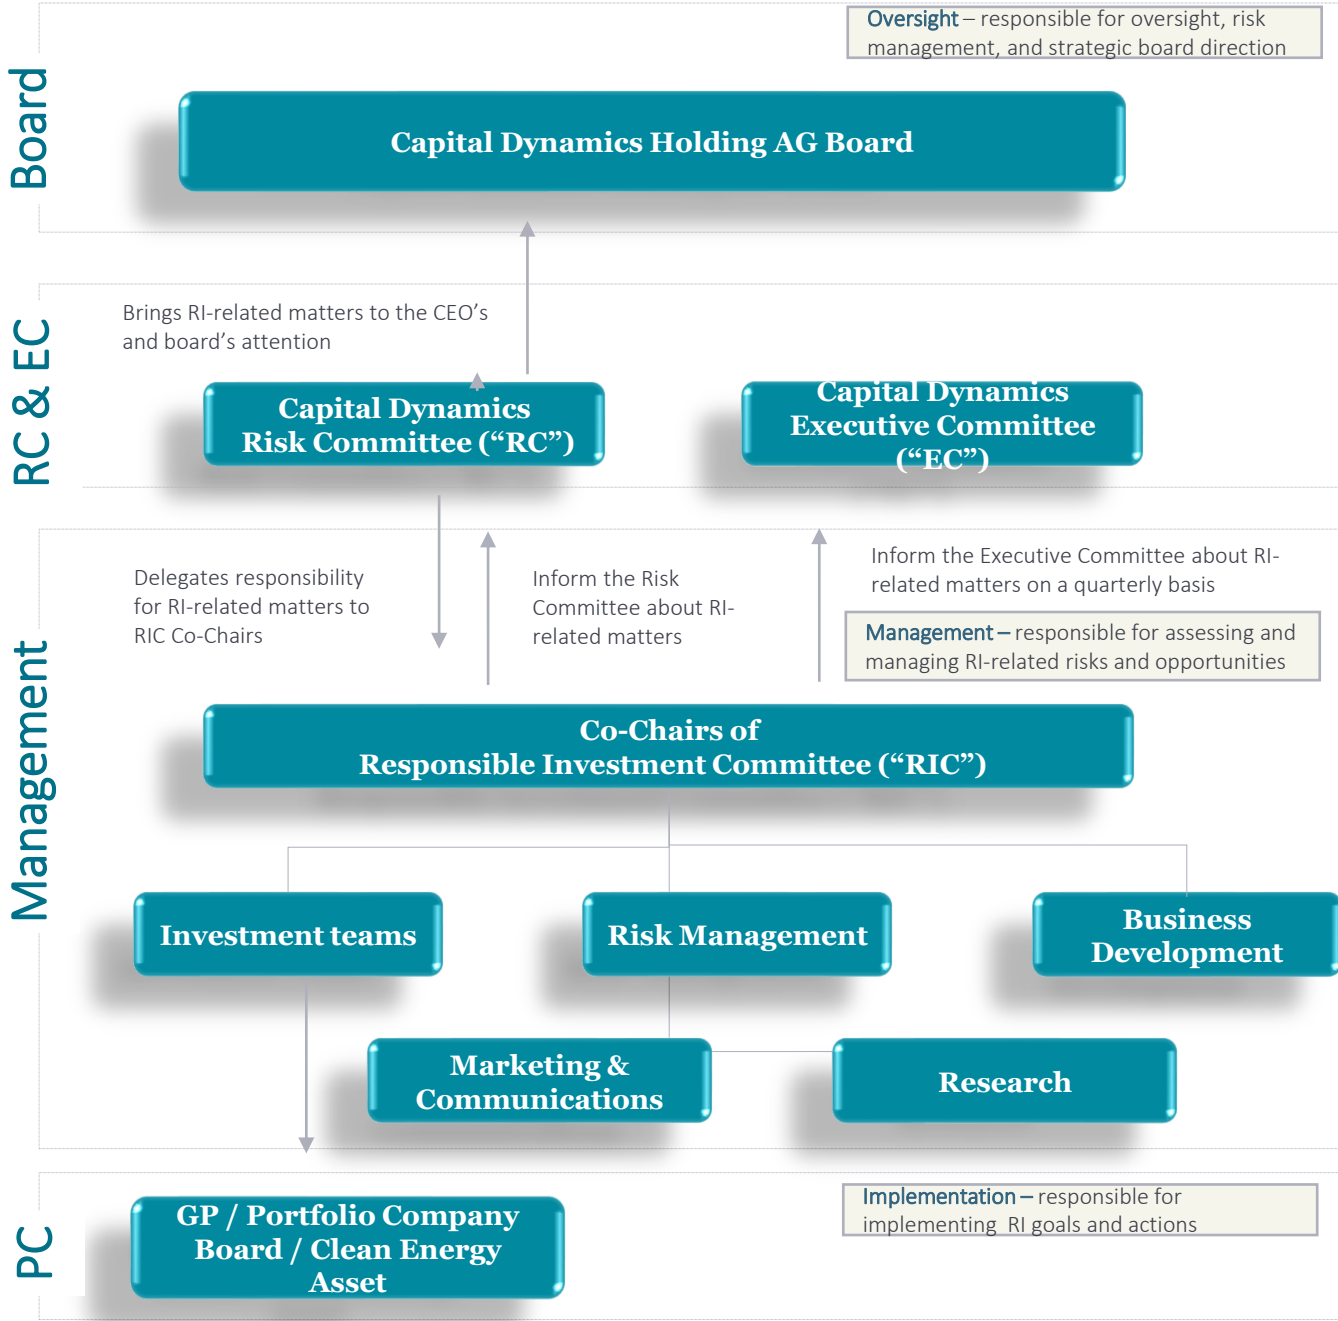 Oversight – responsible for oversight, risk
management, and strategic board direction
Board
Capital Dynamics Holding AG Board
Brings RI-related matters to the CEO’s
and board’s attention
RC & EC
Capital Dynamics
Risk Committee (“RC”)
Capital Dynamics
Executive Committee
(“EC”)
Delegates responsibility
for RI-related matters to
RIC Co-Chairs
Inform the Risk
Committee about RI-
related matters
Inform the Executive Committee about RI-
related matters on a quarterly basis
Management – responsible for assessing and
managing RI-related risks and opportunities
Management
Co-Chairs of
Responsible Investment Committee (“RIC”)
Investment teams
Risk Management
Business
Development
Marketing &
Communications
Research
PC
GP / Portfolio Company
Board / Clean Energy
Asset
Implementation – responsible for
implementing RI goals and actions